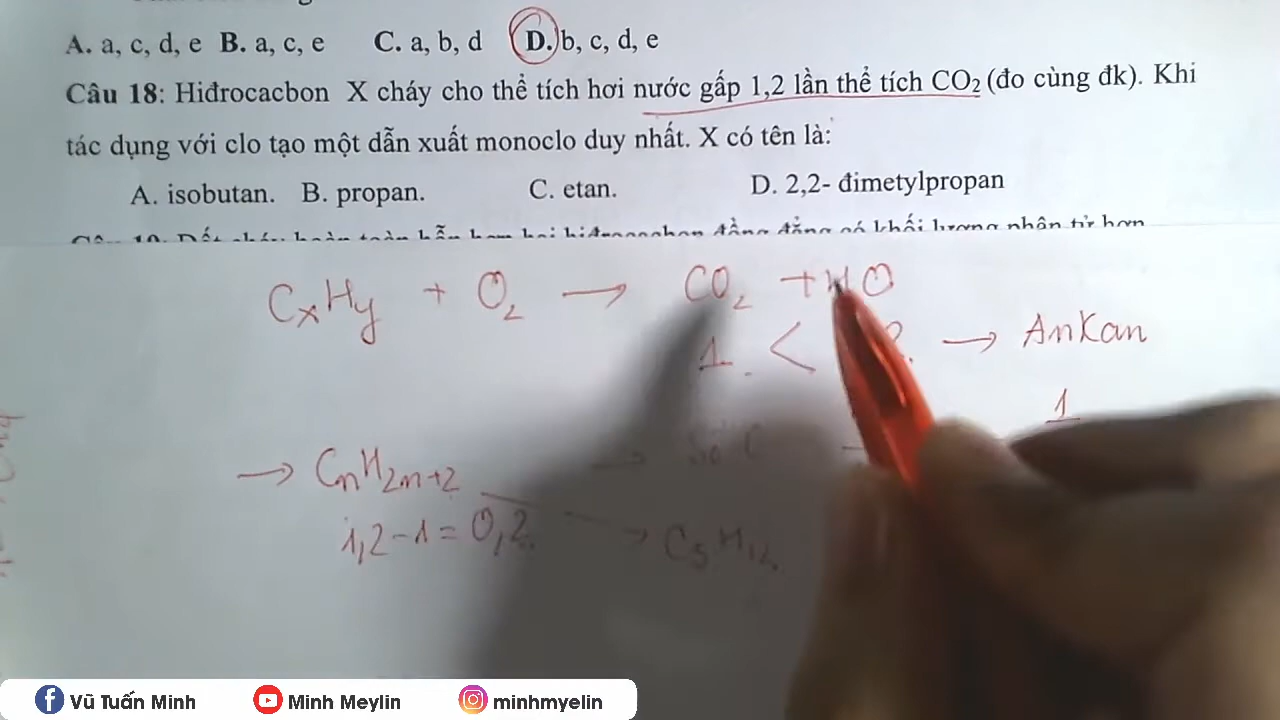 A. a, c, d, e B. a, c, e C. a, b, d D. b, c, d, e
Câu 18: Hiđrocacbon X cháy cho thể tích hơi nước gấp 1,2 lần thể tích CO2 (đo cùng đk). Khi
tác dụng với clo tạo một dẫn xuất monoclo duy nhất. X có tên là:
A. isobutan. B. propan. C. etan. D. 2,2- đimetylpropan
CxHy + O2 → CO2 + H O
1 < → AnKan
1
→ CnH2n+2 → Số C
1,2-1 = 0,2 → C5H12
Vũ Tuấn Minh Minh Meylin minhmyelin